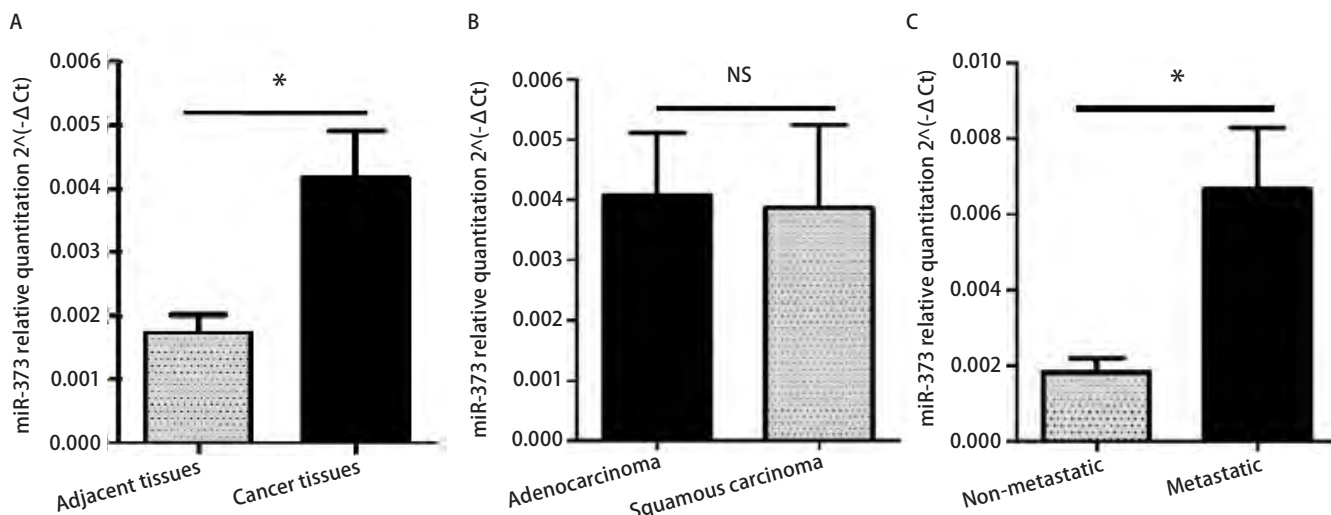 A
miR-373 relative quantitation 2^(-ΔCt)
0.006
0.005
0.004
0.003
0.002
0.001
0.000
*
Adjacent tissues
Cancer tissues
B
miR-373 relative quantitation 2^(-ΔCt)
0.006
0.005
0.004
0.003
0.002
0.001
0.000
NS
Adenocarcinoma
Squamous carcinoma
C
miR-373 relative quantitation 2^(-ΔCt)
0.010
0.008
0.006
0.004
0.002
0.000
*
Non-metastatic
Metastatic